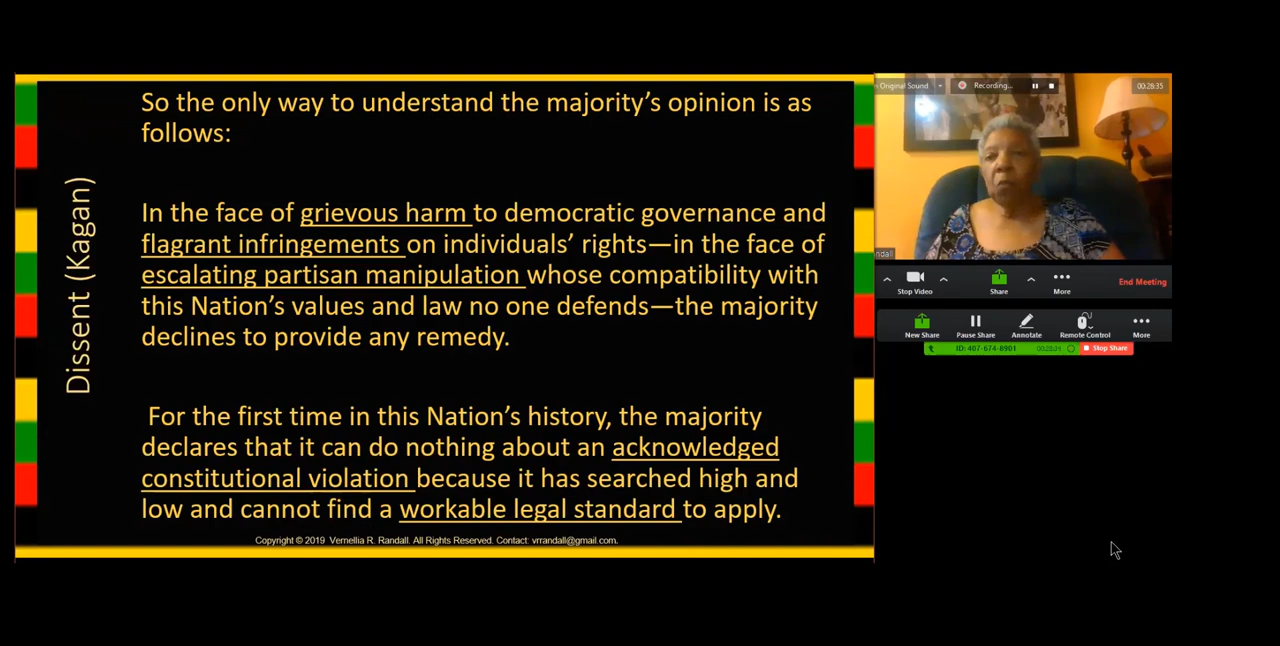 So the only way to understand the majority's opinion is as
follows:
In the face of grievous harm to democratic governance and
flagrant infringements on individuals' rights—in the face of
escalating partisan manipulation whose compatibility with
this Nation's values and law no one defends—the majority
declines to provide any remedy.
For the first time in this Nation's history, the majority
declares that it can do nothing about an acknowledged
constitutional violation because it has searched high and
low and cannot find a workable legal standard to apply.
Dissent (Kagan)
Copyright © 2019 Vernellia R. Randall. All Rights Reserved. Contact: vrrandall@gmail.com.
Original Sound
Recording...
00:28:35
ndall
Stop Video
Share
More
End Meeting
New Share
Pause Share
Annotate
Remote Control
More
ID: 407-674-8901
Stop Share